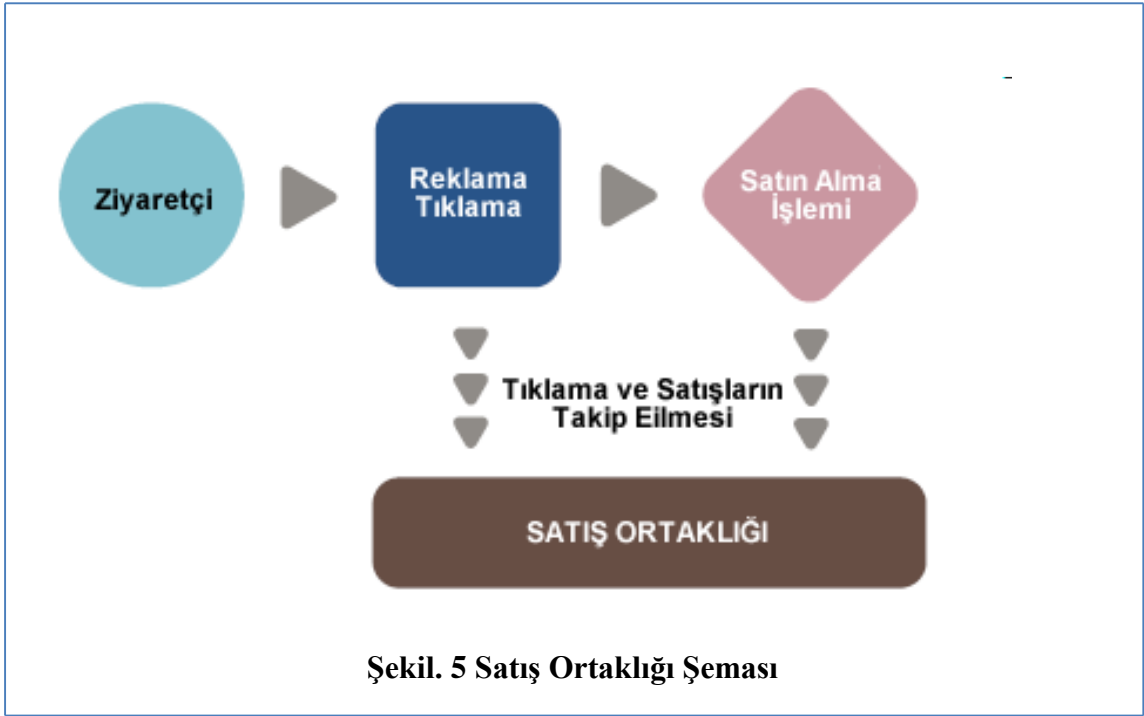 Ziyaretçi
Reklama
Tıklama
Satın Alma
İşlemi
Tıklama ve Satışların
Takip Eilmesi
SATIŞ ORTAKLIĞI
Şekil. 5 Satış Ortaklığı Şeması